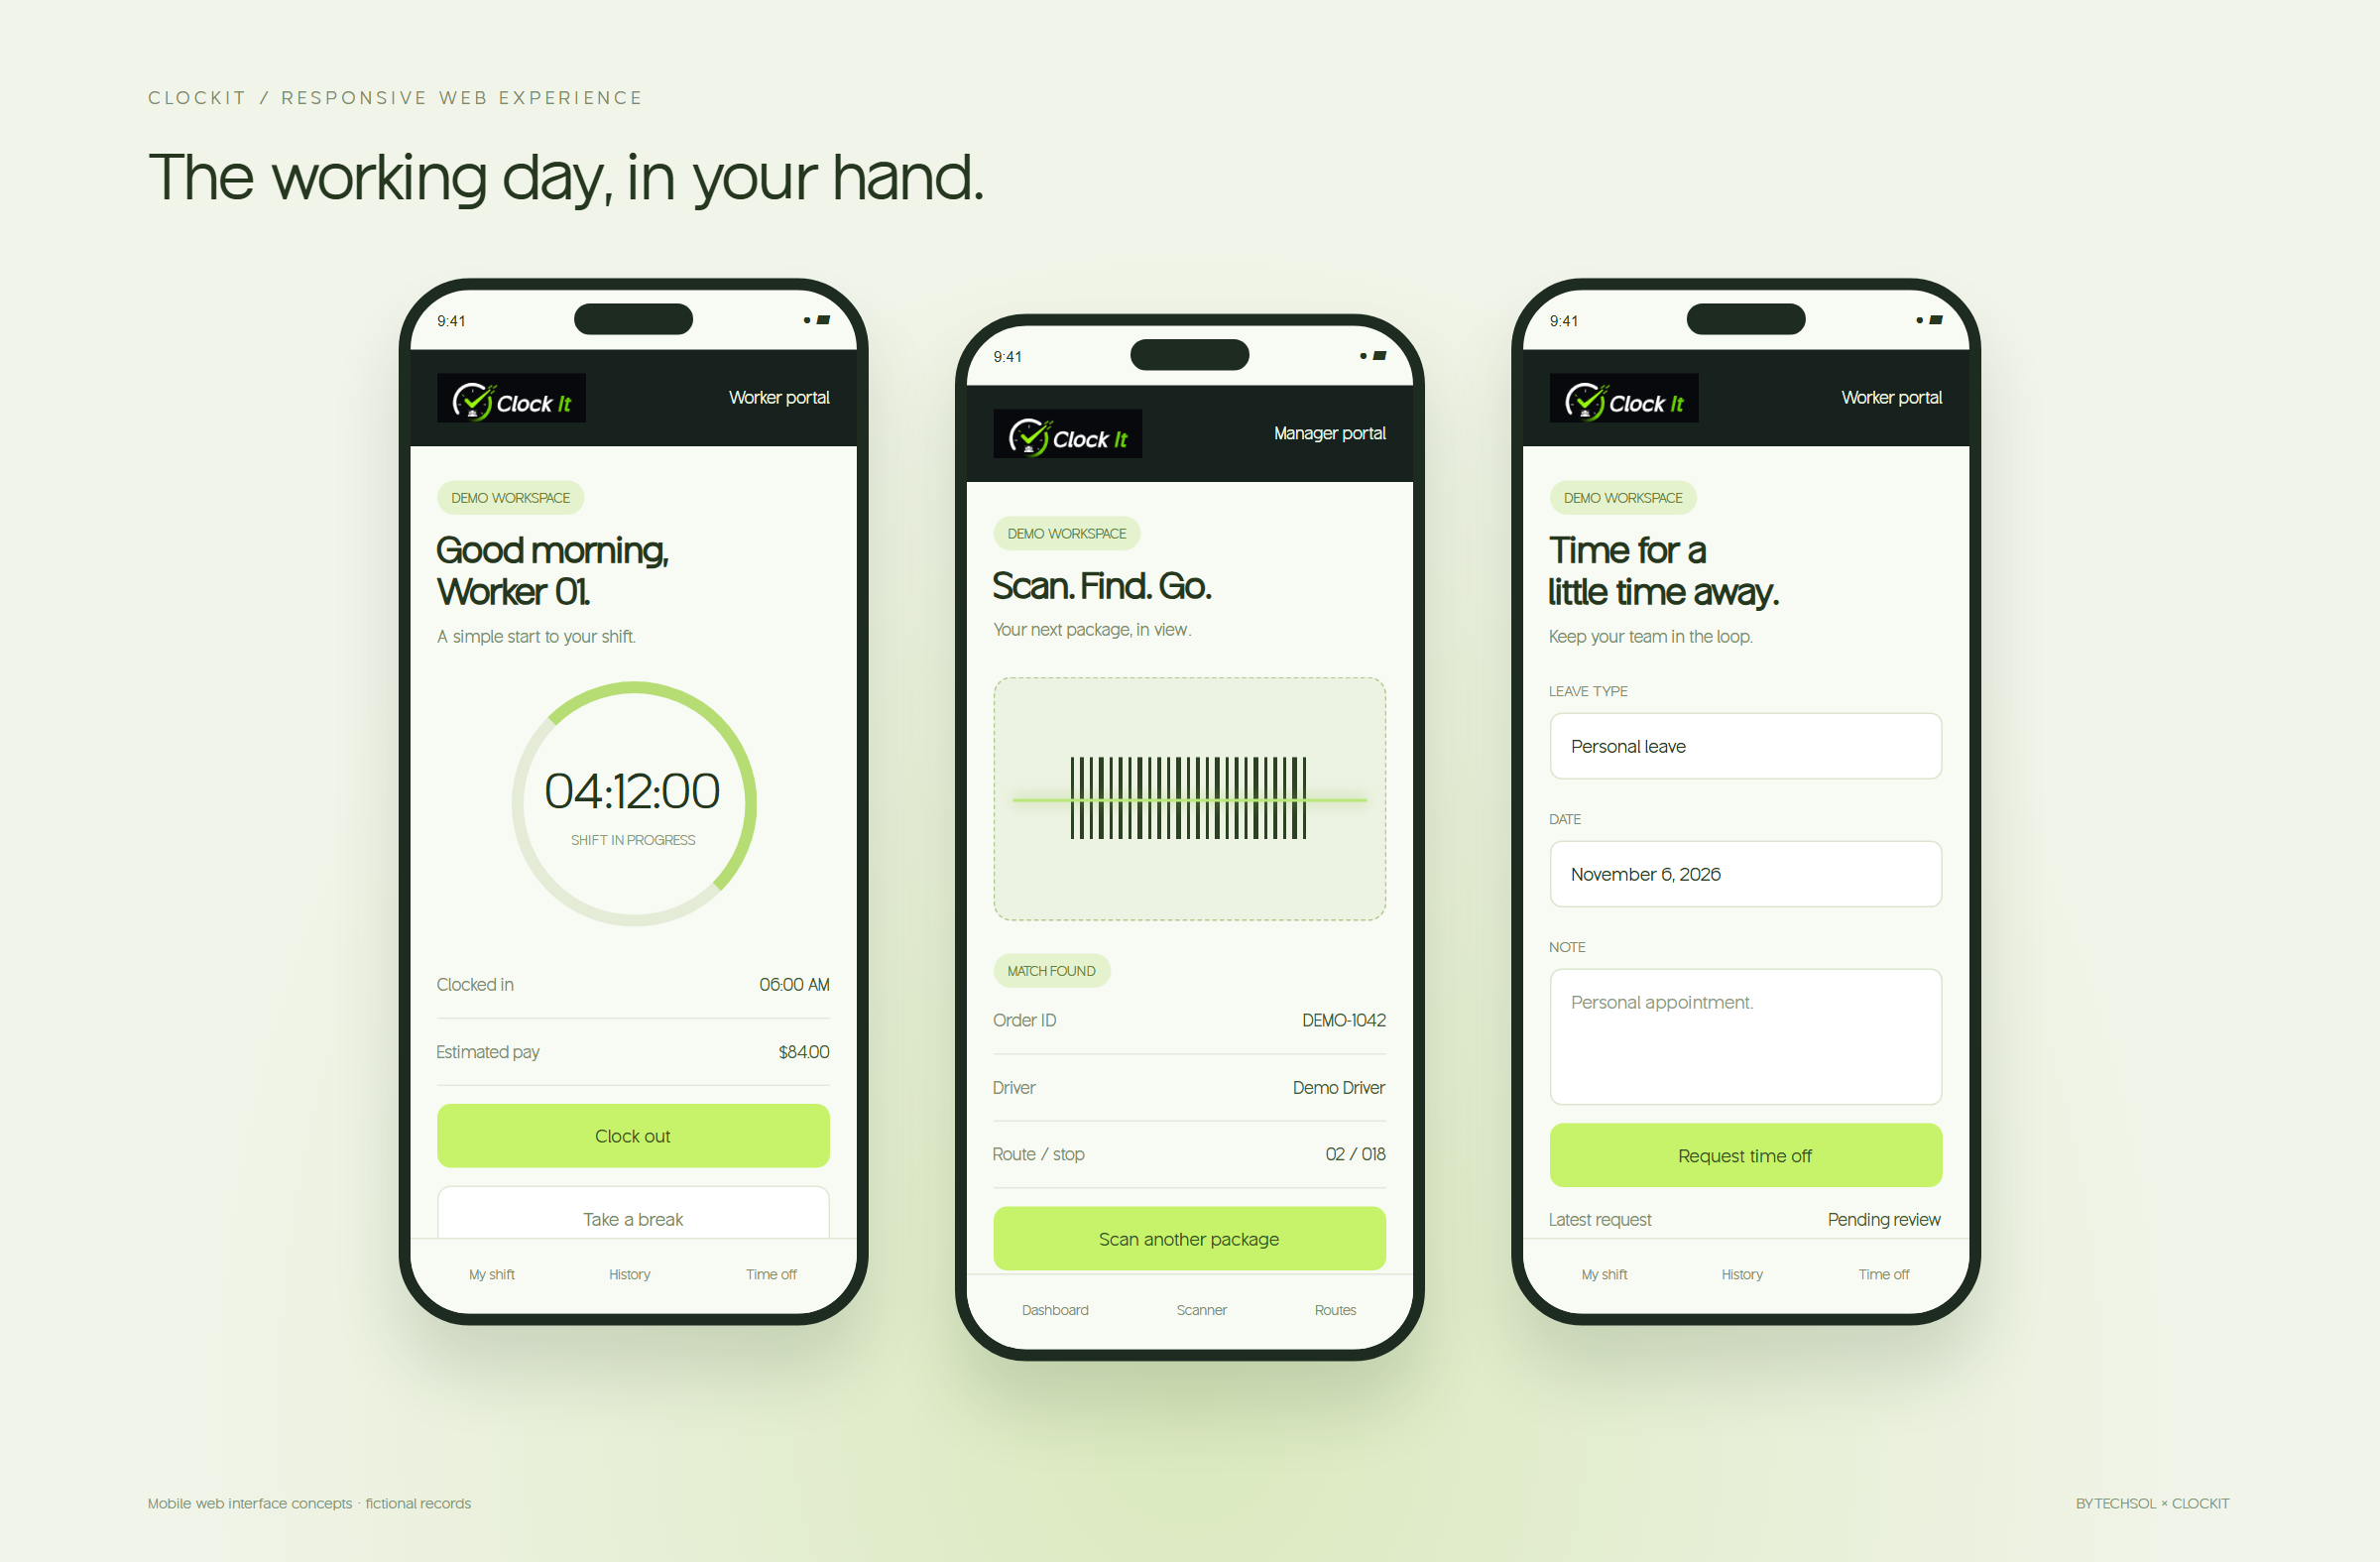 CLOCKIT / RESPONSIVE WEB EXPERIENCE
The working day, in your hand.
9:41
Clock It
Worker portal
DEMO WORKSPACE
Good morning,
Worker 01.
A simple start to your shift.
04:12:00
SHIFT IN PROGRESS
Clocked in 06:00 AM
Estimated pay $84.00
Clock out
Take a break
My shift History Time off
9:41
Clock It
Manager portal
DEMO WORKSPACE
Scan. Find. Go.
Your next package, in view.
MATCH FOUND
Order ID DEMO-1042
Driver Demo Driver
Route / stop 02 / 018
Scan another package
Dashboard Scanner Routes
9:41
Clock It
Worker portal
DEMO WORKSPACE
Time for a
little time away.
Keep your team in the loop.
LEAVE TYPE
Personal leave
DATE
November 6, 2026
NOTE
Personal appointment.
Request time off
Latest request Pending review
My shift History Time off
Mobile web interface concepts · fictional records
BYTECHSOL × CLOCKIT